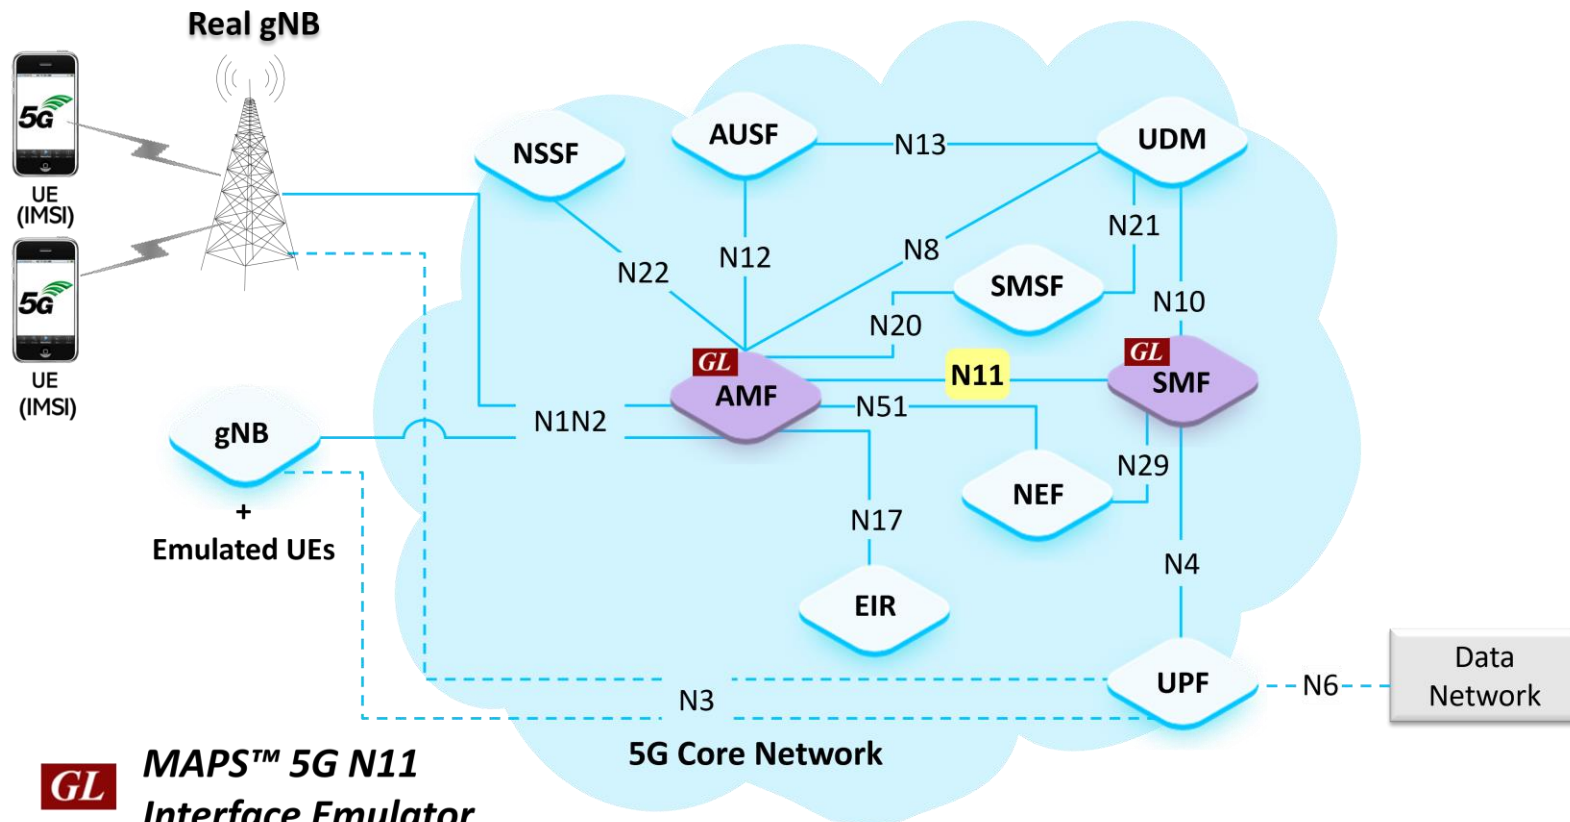 Real gNB
5G
UE
(IMSI)
5G
UE
(IMSI)
NSSF
AUSF
N13
UDM
N22
N12
N8
N21
SMSF
N20
N10
GL
AMF
N11
GL
SMF
N51
N1N2
gNB
+
Emulated UEs
N29
NEF
N17
N4
EIR
UPF
N6
Data
Network
N3
5G Core Network
GL
MAPS™ 5G N11
Interface Emulator